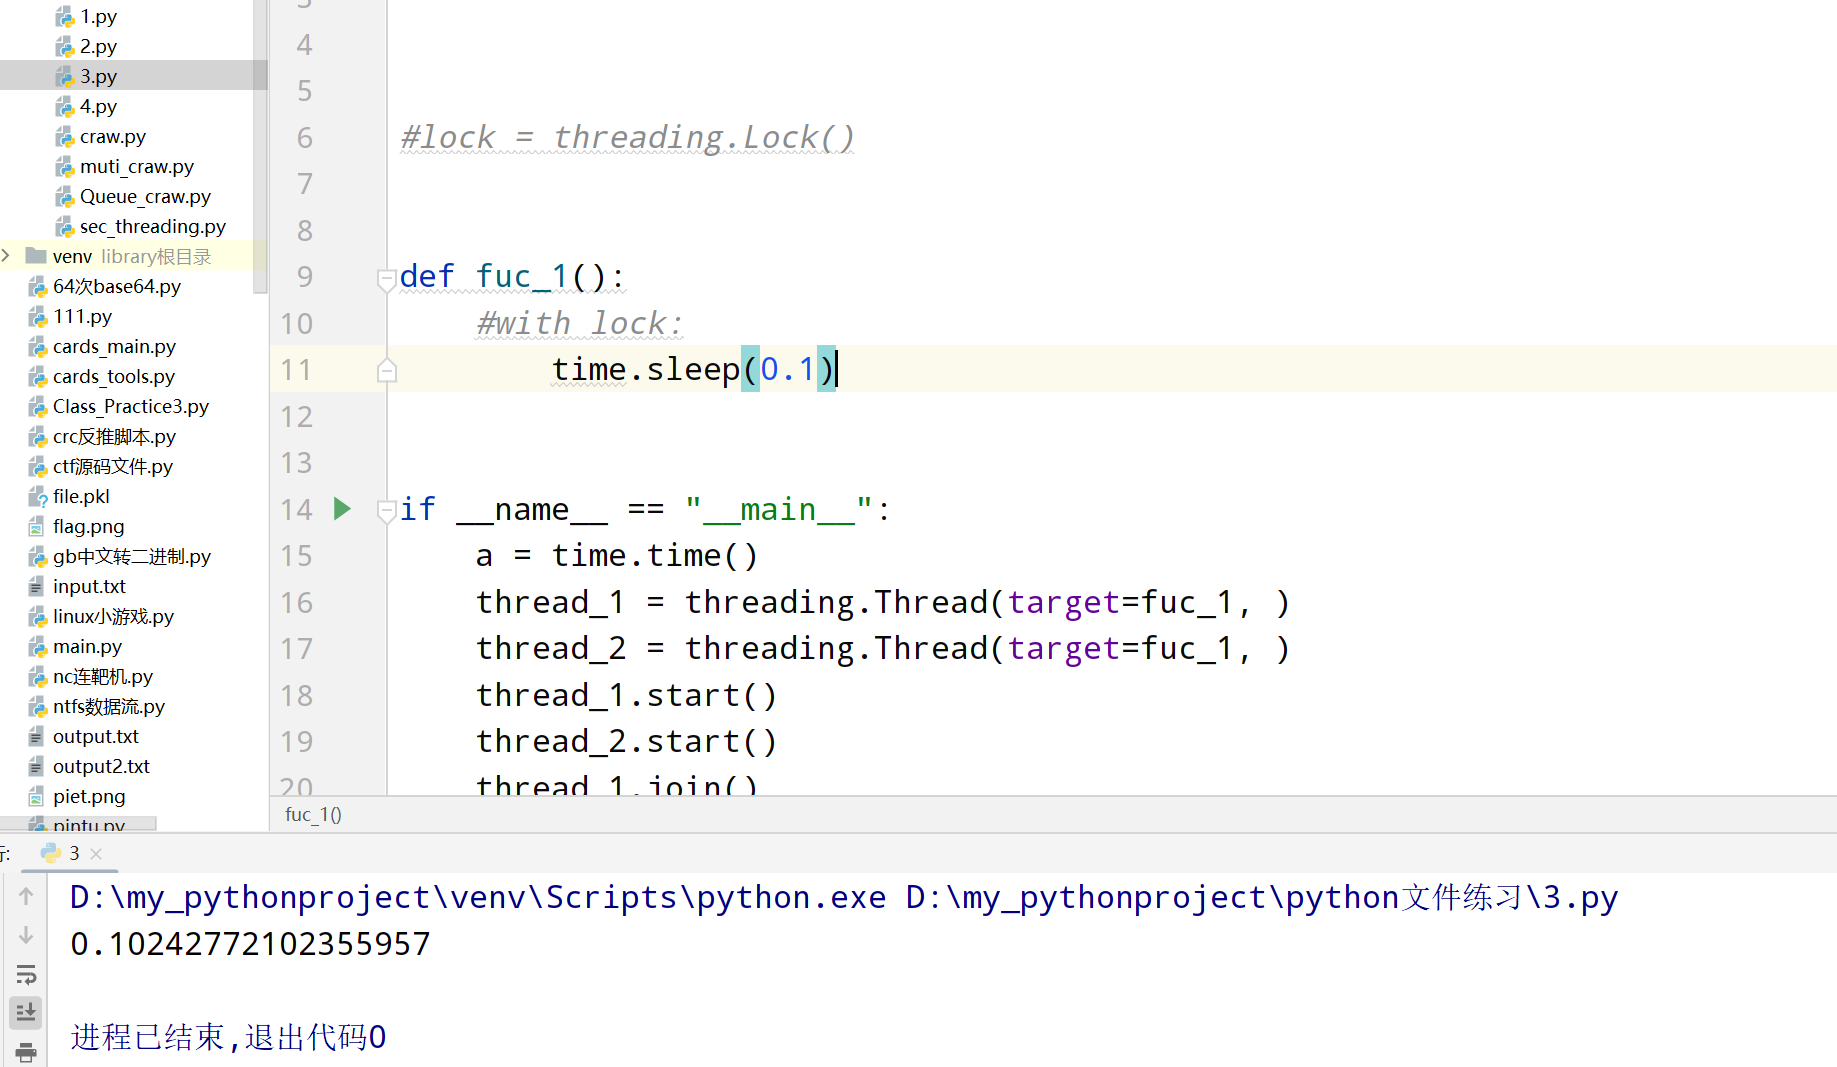 1.py
2.py
3.py
4.py
craw.py
muti_craw.py
Queue_craw.py
sec_threading.py
venv library根目录
64次base64.py
111.py
cards_main.py
cards_tools.py
Class_Practice3.py
crc反推脚本.py
ctf源码文件.py
file.pkl
flag.png
gb中文转二进制.py
input.txt
linux小游戏.py
main.py
nc连靶机.py
ntfs数据流.py
output.txt
output2.txt
piet.png
pintu.py
4
5
6 #lock = threading.Lock()
7
8
9 def fuc_1():
10 #with lock:
11 time.sleep(0.1)
12
13
14 if __name__ == "__main__":
15 a = time.time()
16 thread_1 = threading.Thread(target=fuc_1, )
17 thread_2 = threading.Thread(target=fuc_1, )
18 thread_1.start()
19 thread_2.start()
20 thread_1.join()
fuc_1()
3
D:\my_pythonproject\venv\Scripts\python.exe D:\my_pythonproject\python文件练习\3.py
0.10242772102355957
进程已结束,退出代码0